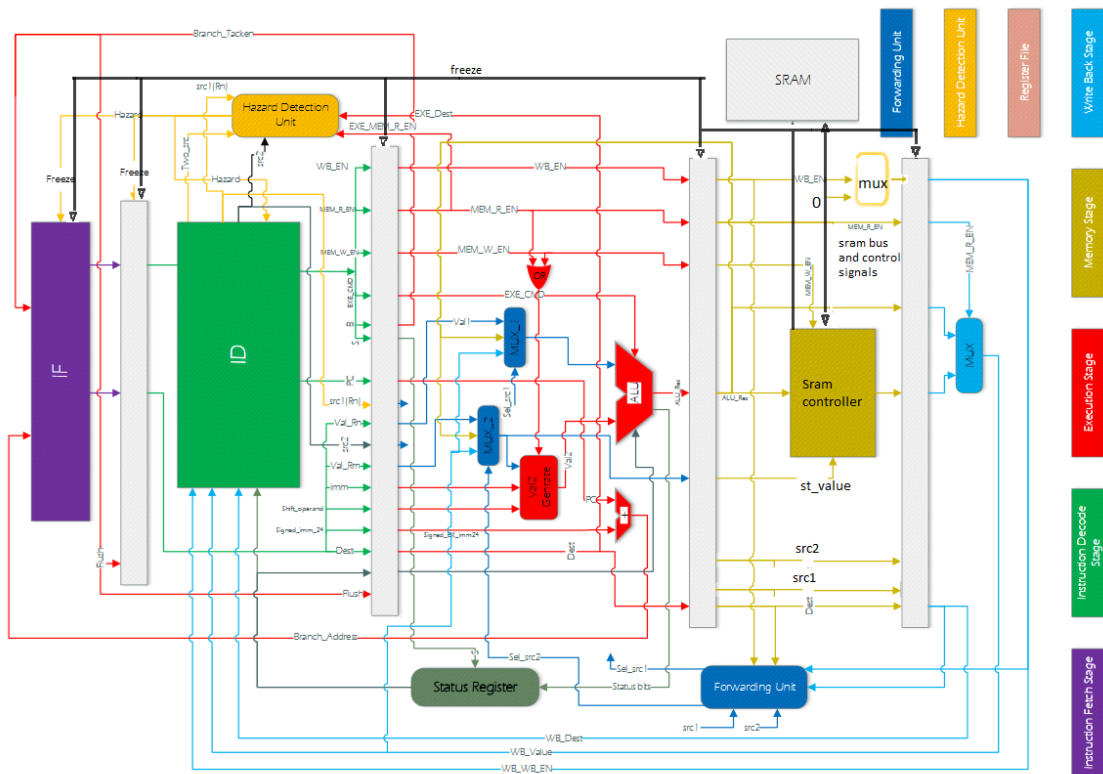 Branch_Tacken
freeze
SRAM
Forwarding Unit
Hazard Detection Unit
Register File
Write Back Stage
src1(Rn)
Hazard
Hazard Detection
Unit
EXE_Dest
EXE_MEM_R_EN
Two_src
src2
Freeze
Freeze
Hazard
WB_EN
WB_EN
WB_EN
mux
0
MEM_R_EN
MEM_R_EN
MEM_R_EN
MEM_R_EN
MEM_W_EN
MEM_W_EN
MEM_W_EN
sram bus
and control
signals
OR
EXE_CMD
EXE_CMD
B
S
Val1
MUX_1
MUX
IF
ID
PC
ALU
Sram
controller
ALU_Res
ALU_Res
Sel_src1
src1(Rn)
Val_Rn
src2
MUX_2
Val_Rm
Val2
Genrate
Val2
imm
st_value
Shift_operand
PC
+
Signed_imm_24
Signed_EX_imm24
Dest
Dest
src2
src1
Dest
Flush
Flush
Branch_Address
Sel_src2
Sel_src1
S
Status Register
Status bits
Forwarding Unit
src1
src2
WB_Dest
WB_Value
WB_WB_EN
Memory Stage
Execution Stage
Instruction Decode
Stage
Instruction Fetch Stage